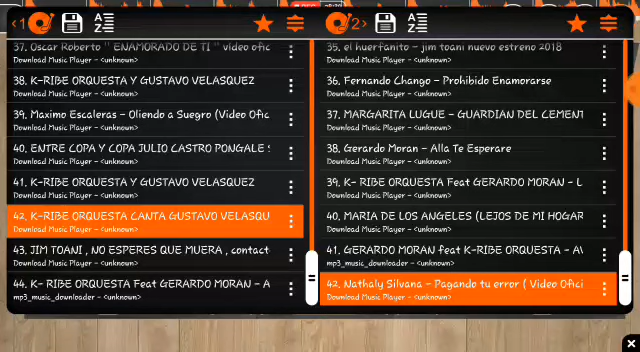 1
37. Oscar Roberto " ENAMORADO DE TI " video ofic
Download Music Player - <unknown>
38. K-RIBE ORQUESTA Y GUSTAVO VELASQUEZ
Download Music Player - <unknown>
39. Maximo Escaleras - Oliendo a Suegro (Video Ofic
Download Music Player - <unknown>
40. ENTRE COPA Y COPA JULIO CASTRO PONGALE S
Download Music Player - <unknown>
41. K-RIBE ORQUESTA Y GUSTAVO VELASQUEZ
Download Music Player - <unknown>
42. K-RIBE ORQUESTA CANTA GUSTAVO VELASQU
Download Music Player - <unknown>
43. JIM TOANI , NO ESPERES QUE MUERA , contact
Download Music Player - <unknown>
44. K- RIBE ORQUESTA Feat GERARDO MORAN - A
mp3_music_downloader - <unknown>
2
35. el huerfanito - jim toani nuevo estreno 2018
Download Music Player - <unknown>
36. Fernando Chango - Prohibido Enamorarse
Download Music Player - <unknown>
37. MARGARITA LUGUE - GUARDIAN DEL CEMENT
Download Music Player - <unknown>
38. Gerardo Moran - Alla Te Esperare
Download Music Player - <unknown>
39. K- RIBE ORQUESTA Feat GERARDO MORAN - L
Download Music Player - <unknown>
40. MARIA DE LOS ANGELES (LEJOS DE MI HOGAR
Download Music Player - <unknown>
41. GERARDO MORAN feat K-RIBE ORQUESTA - AV
mp3_music_downloader - <unknown>
42. Nathaly Silvana - Pagando tu error ( Video Ofici
Download Music Player - <unknown>